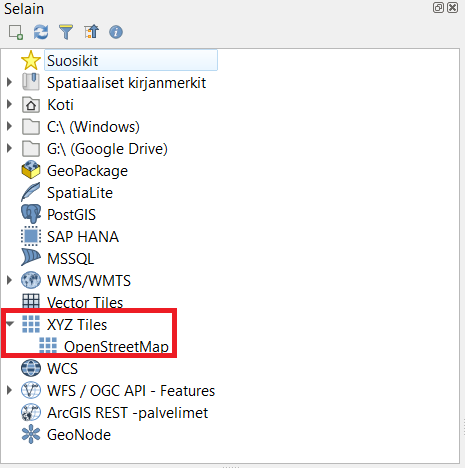 Selain
Suosikit
Spatiaaliset kirjanmerkit
Koti
C:\ (Windows)
G:\ (Google Drive)
GeoPackage
SpatiaLite
PostGIS
SAP HANA
MSSQL
WMS/WMTS
Vector Tiles
XYZ Tiles
OpenStreetMap
WCS
WFS / OGC API - Features
ArcGIS REST -palvelimet
GeoNode